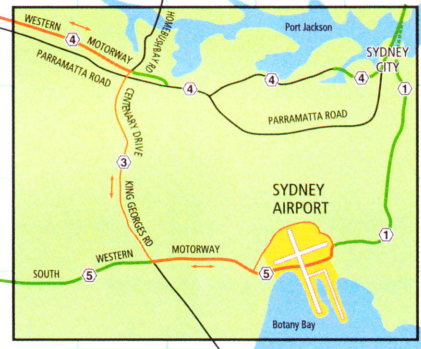 WESTERN
4
MOTORWAY
HOMEBUSH BAY RD
Port Jackson
PARRAMATTA ROAD
4
4
4
SYDNEY
CITY
1
PARRAMATTA ROAD
CENTENARY DRIVE
3
KING GEORGES RD
SYDNEY
AIRPORT
1
SOUTH
5
WESTERN
MOTORWAY
5
Botany Bay